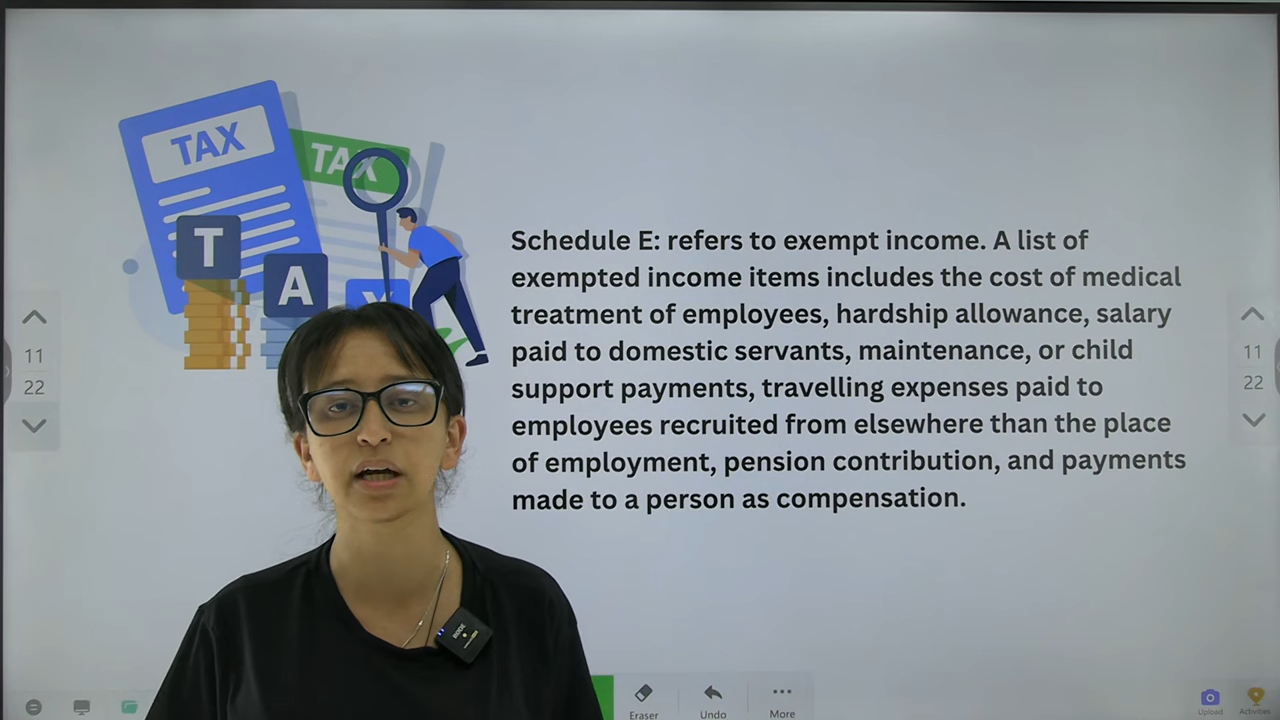 TAX
TAX
T
A
Schedule E: refers to exempt income. A list of
exempted income items includes the cost of medical
treatment of employees, hardship allowance, salary
paid to domestic servants, maintenance, or child
support payments, travelling expenses paid to
employees recruited from elsewhere than the place
of employment, pension contribution, and payments
made to a person as compensation.
11
22
11
22
RODE
Eraser
Undo
More
Upload
Activities